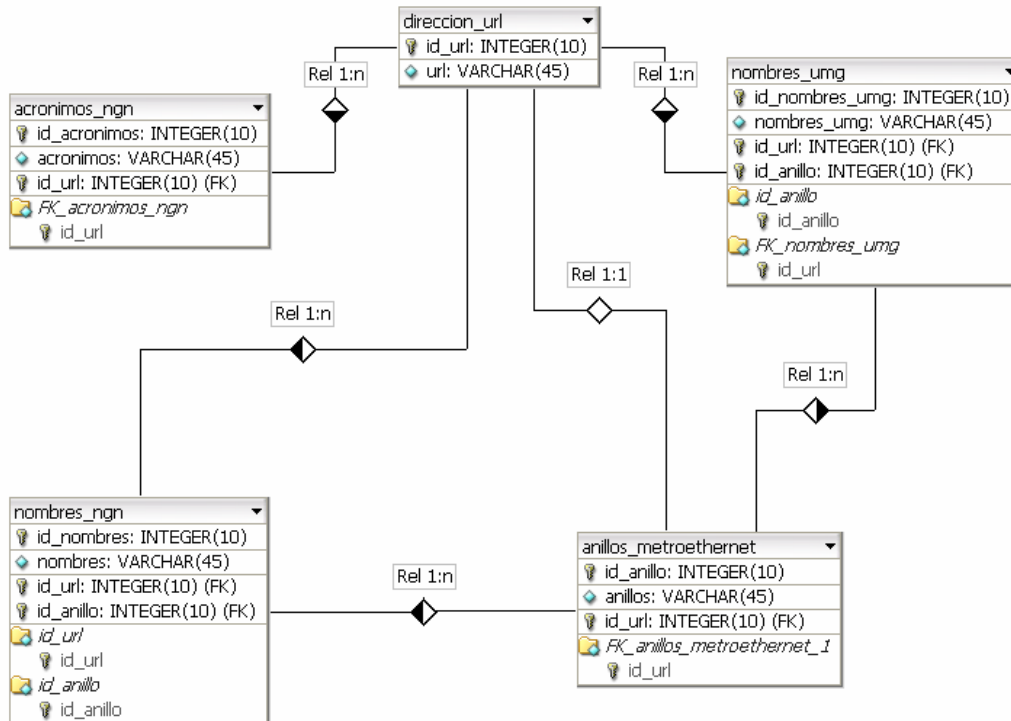 direccion_url
id_url: INTEGER(10)
url: VARCHAR(45)
Rel 1:n
Rel 1:n
nombres_umg
id_nombres_umg: INTEGER(10)
nombres_umg: VARCHAR(45)
id_url: INTEGER(10) (FK)
id_anillo: INTEGER(10) (FK)
id_anillo
id_anillo
FK_nombres_umg
id_url
acronimos_ngn
id_acronimos: INTEGER(10)
acronimos: VARCHAR(45)
id_url: INTEGER(10) (FK)
FK_acronimos_ngn
id_url
Rel 1:1
Rel 1:n
Rel 1:n
nombres_ngn
id_nombres: INTEGER(10)
nombres: VARCHAR(45)
id_url: INTEGER(10) (FK)
id_anillo: INTEGER(10) (FK)
id_url
id_url
id_anillo
id_anillo
Rel 1:n
anillos_metroethernet
id_anillo: INTEGER(10)
anillos: VARCHAR(45)
id_url: INTEGER(10) (FK)
FK_anillos_metroethernet_1
id_url